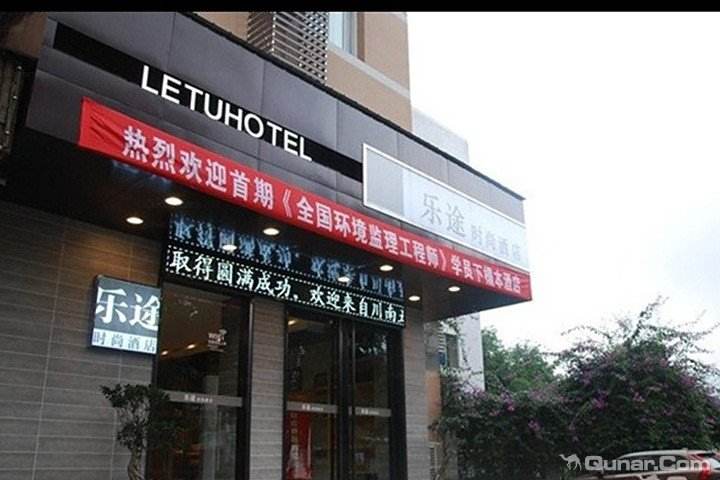 LETUHOTEL
乐途 时尚酒店
热烈欢迎首期《全国环境监理工程师》学员下榻本酒店
取得圆满成功，欢迎来自川南五
乐途
时尚酒店
Qunar.Com